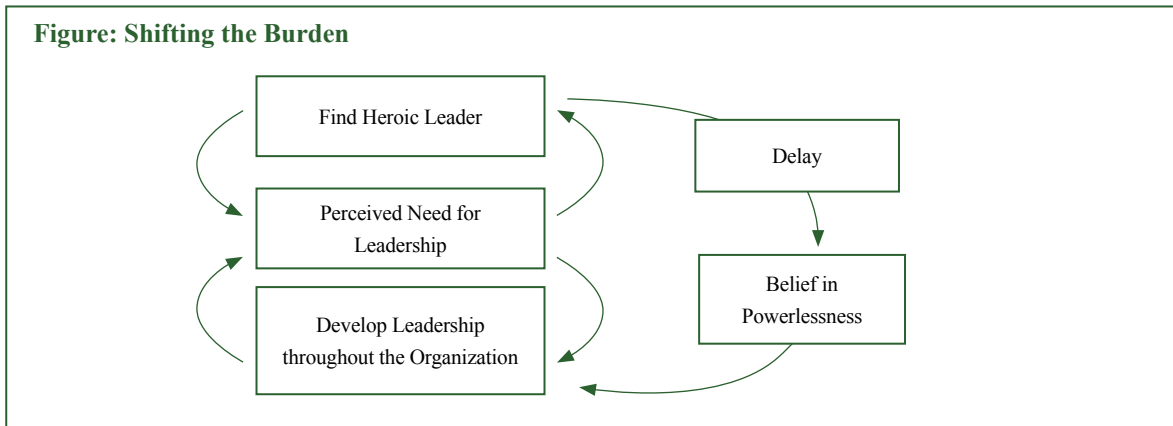 Figure: Shifting the Burden
Find Heroic Leader
Delay
Perceived Need for
Leadership
Belief in
Powerlessness
Develop Leadership
throughout the Organization